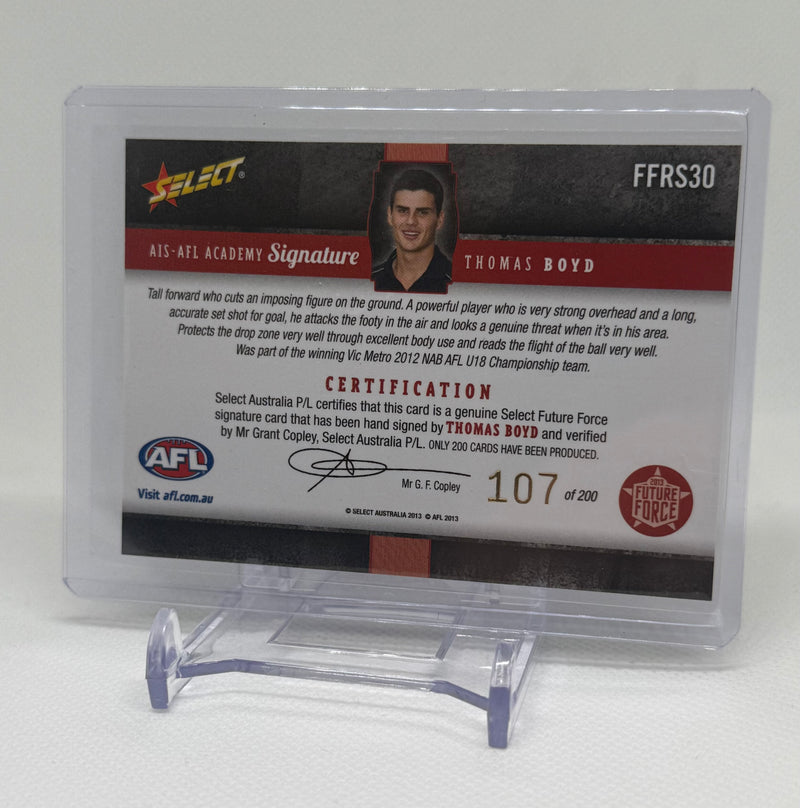 SELECT®
FFRS30
AIS-AFL ACADEMY Signature
THOMAS BOYD
Tall forward who cuts an imposing figure on the ground. A powerful player who is very strong overhead and a long,
accurate set shot for goal, he attacks the footy in the air and looks a genuine threat when it's in his area.
Protects the drop zone very well through excellent body use and reads the flight of the ball very well.
Was part of the winning Vic Metro 2012 NAB AFL U18 Championship team.
CERTIFICATION
Select Australia P/L certifies that this card is a genuine Select Future Force
signature card that has been hand signed by THOMAS BOYD and verified
by Mr Grant Copley, Select Australia P/L. ONLY 200 CARDS HAVE BEEN PRODUCED.
AFL
Visit afl.com.au
Mr G. F. Copley
107 of 200
2013
FUTURE
FORCE
© SELECT AUSTRALIA 2013 © AFL 2013